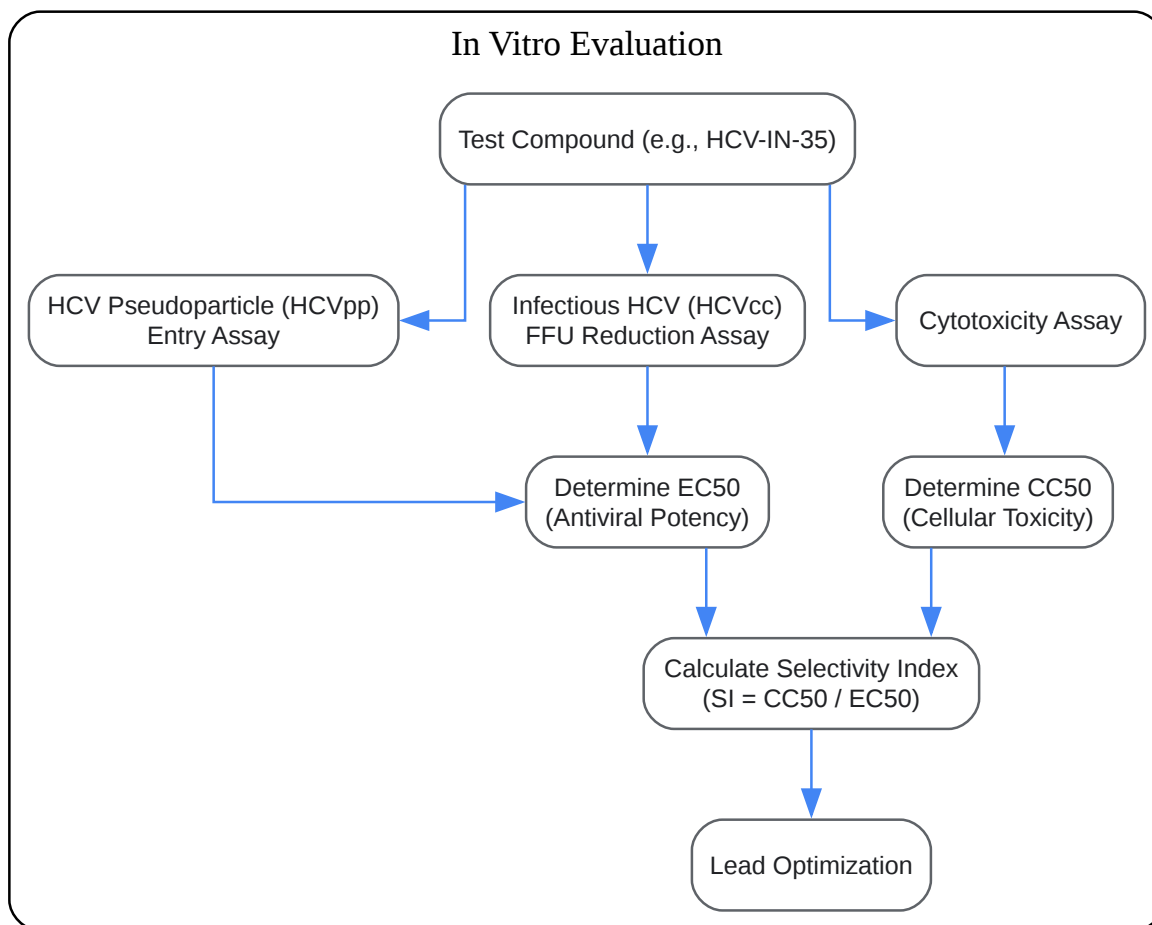 In Vitro Evaluation
Test Compound (e.g., HCV-IN-35)
HCV Pseudoparticle (HCVpp)
Entry Assay
Infectious HCV (HCVcc)
FFU Reduction Assay
Cytotoxicity Assay
Determine EC50
(Antiviral Potency)
Determine CC50
(Cellular Toxicity)
Calculate Selectivity Index
(SI = CC50 / EC50)
Lead Optimization